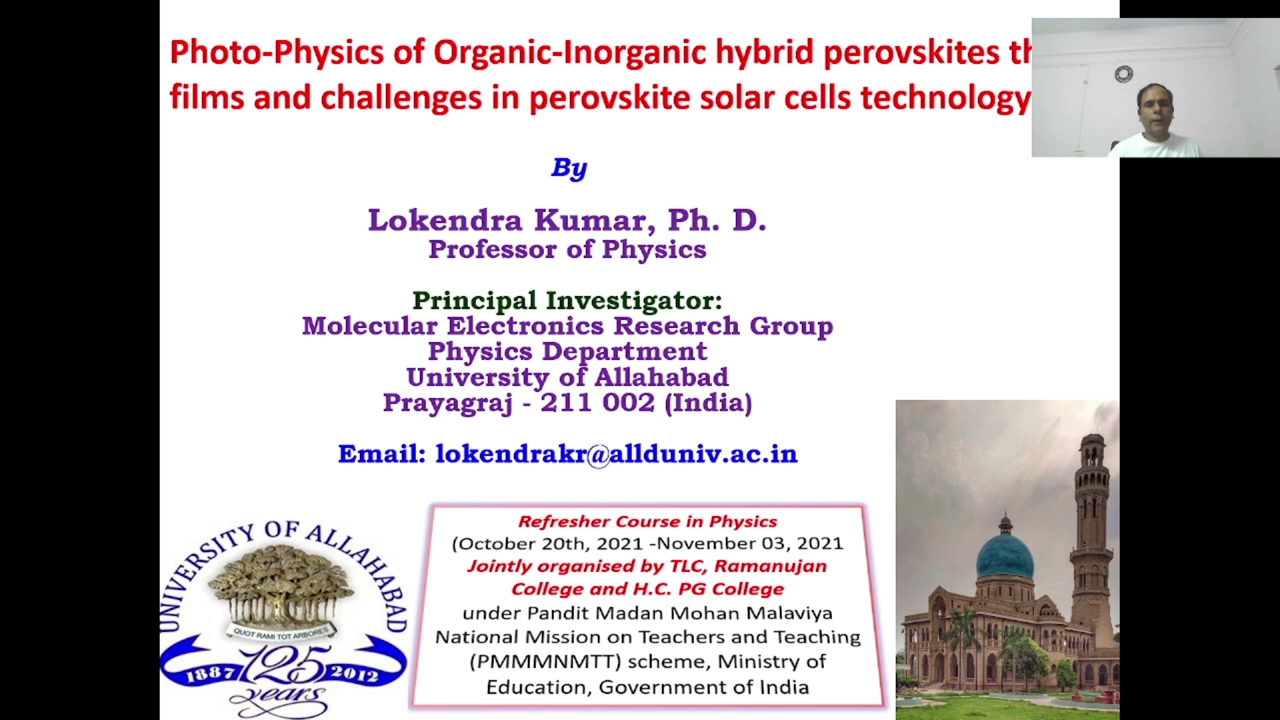 Photo-Physics of Organic-Inorganic hybrid perovskites
films and challenges in perovskite solar cells technology
By
Lokendra Kumar, Ph. D.
Professor of Physics
Principal Investigator:
Molecular Electronics Research Group
Physics Department
University of Allahabad
Prayagraj - 211 002 (India)
Email: lokendrakr@allduniv.ac.in
Refresher Course in Physics
(October 20th, 2021 -November 03, 2021
Jointly organised by TLC, Ramanujan
College and H.C. PG College
under Pandit Madan Mohan Malaviya
National Mission on Teachers and Teaching
(PMMMNMTT) scheme, Ministry of
Education, Government of India
UNIVERSITY OF ALLAHABAD
QUOT RAMI TOT ARBORES
1887 125 2012
years